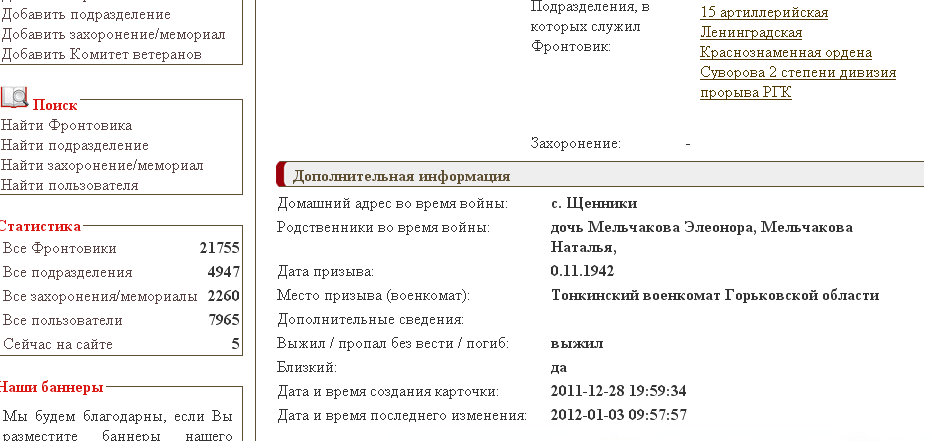 Добавить подразделение
Добавить захоронение/мемориал
Добавить Комитет ветеранов
Поиск
Найти Фронтовика
Найти подразделение
Найти захоронение/мемориал
Найти пользователя
Статистика
Все Фронтовики 21755
Все подразделения 4947
Все захоронения/мемориалы 2260
Все пользователи 7965
Сейчас на сайте 5
Наши баннеры
Мы будем благодарны, если Вы
разместите баннеры нашего
Подразделения, в
которых служил
Фронтовик:
15 артиллерийская
Ленинградская
Краснознаменная ордена
Суворова 2 степени дивизия
прорыва РГК
Захоронение: -
Дополнительная информация
Домашний адрес во время войны: с. Щенники
Родственники во время войны: дочь Мельчакова Элеонора, Мельчакова
Наталья,
Дата призыва: 0.11.1942
Место призыва (военкомат): Тонкинский военкомат Горьковской области
Дополнительные сведения:
Выжил / пропал без вести / погиб: выжил
Близкий: да
Дата и время создания карточки: 2011-12-28 19:59:34
Дата и время последнего изменения: 2012-01-03 09:57:57